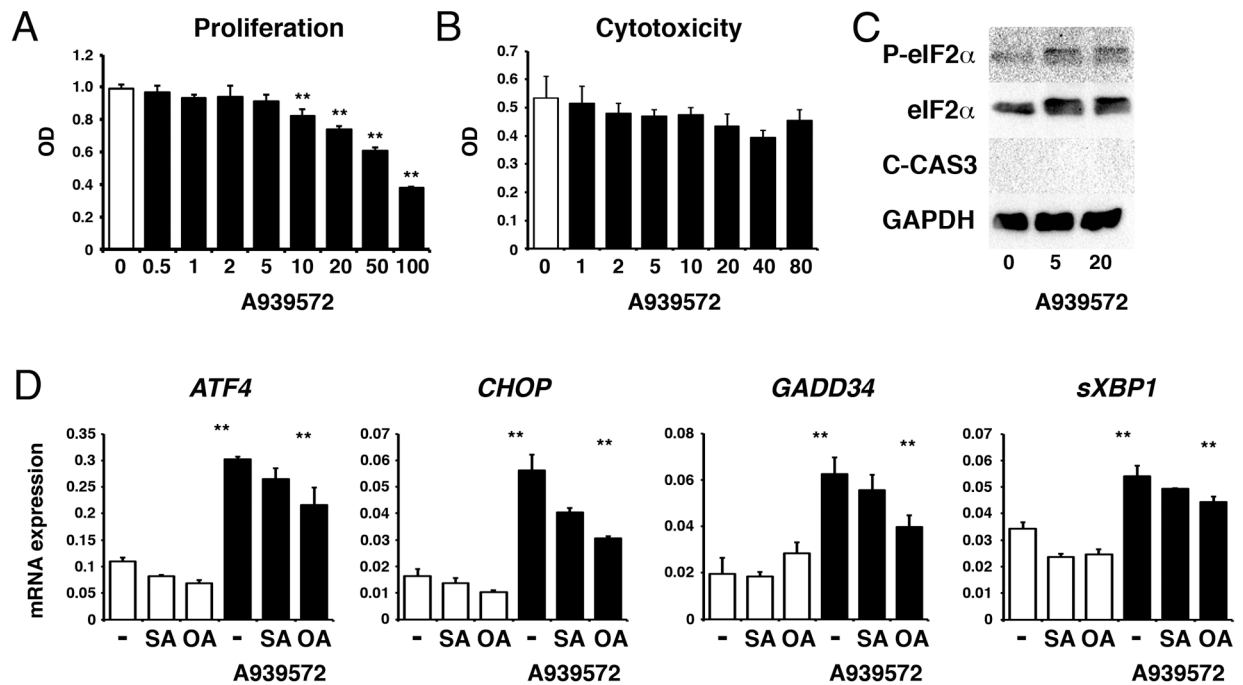 A
Proliferation
OD
1.2
1.0
0.8
0.6
0.4
0.2
0
** ** ** **
0 0.5 1 2 5 10 20 50 100
A939572
B
Cytotoxicity
OD
0.7
0.6
0.5
0.4
0.3
0.2
0.1
0
0 1 2 5 10 20 40 80
A939572
C
P-eIF2α
eIF2α
C-CAS3
GAPDH
0 5 20
A939572
D
mRNA expression
ATF4
0.35
0.3
0.25
0.2
0.15
0.1
0.05
0
** **
- SA OA - SA OA
A939572
CHOP
0.07
0.06
0.05
0.04
0.03
0.02
0.01
0
** **
- SA OA - SA OA
A939572
GADD34
0.08
0.06
0.04
0.02
0
** **
- SA OA - SA OA
A939572
sXBP1
0.07
0.06
0.05
0.04
0.03
0.02
0.01
0
** **
- SA OA - SA OA
A939572